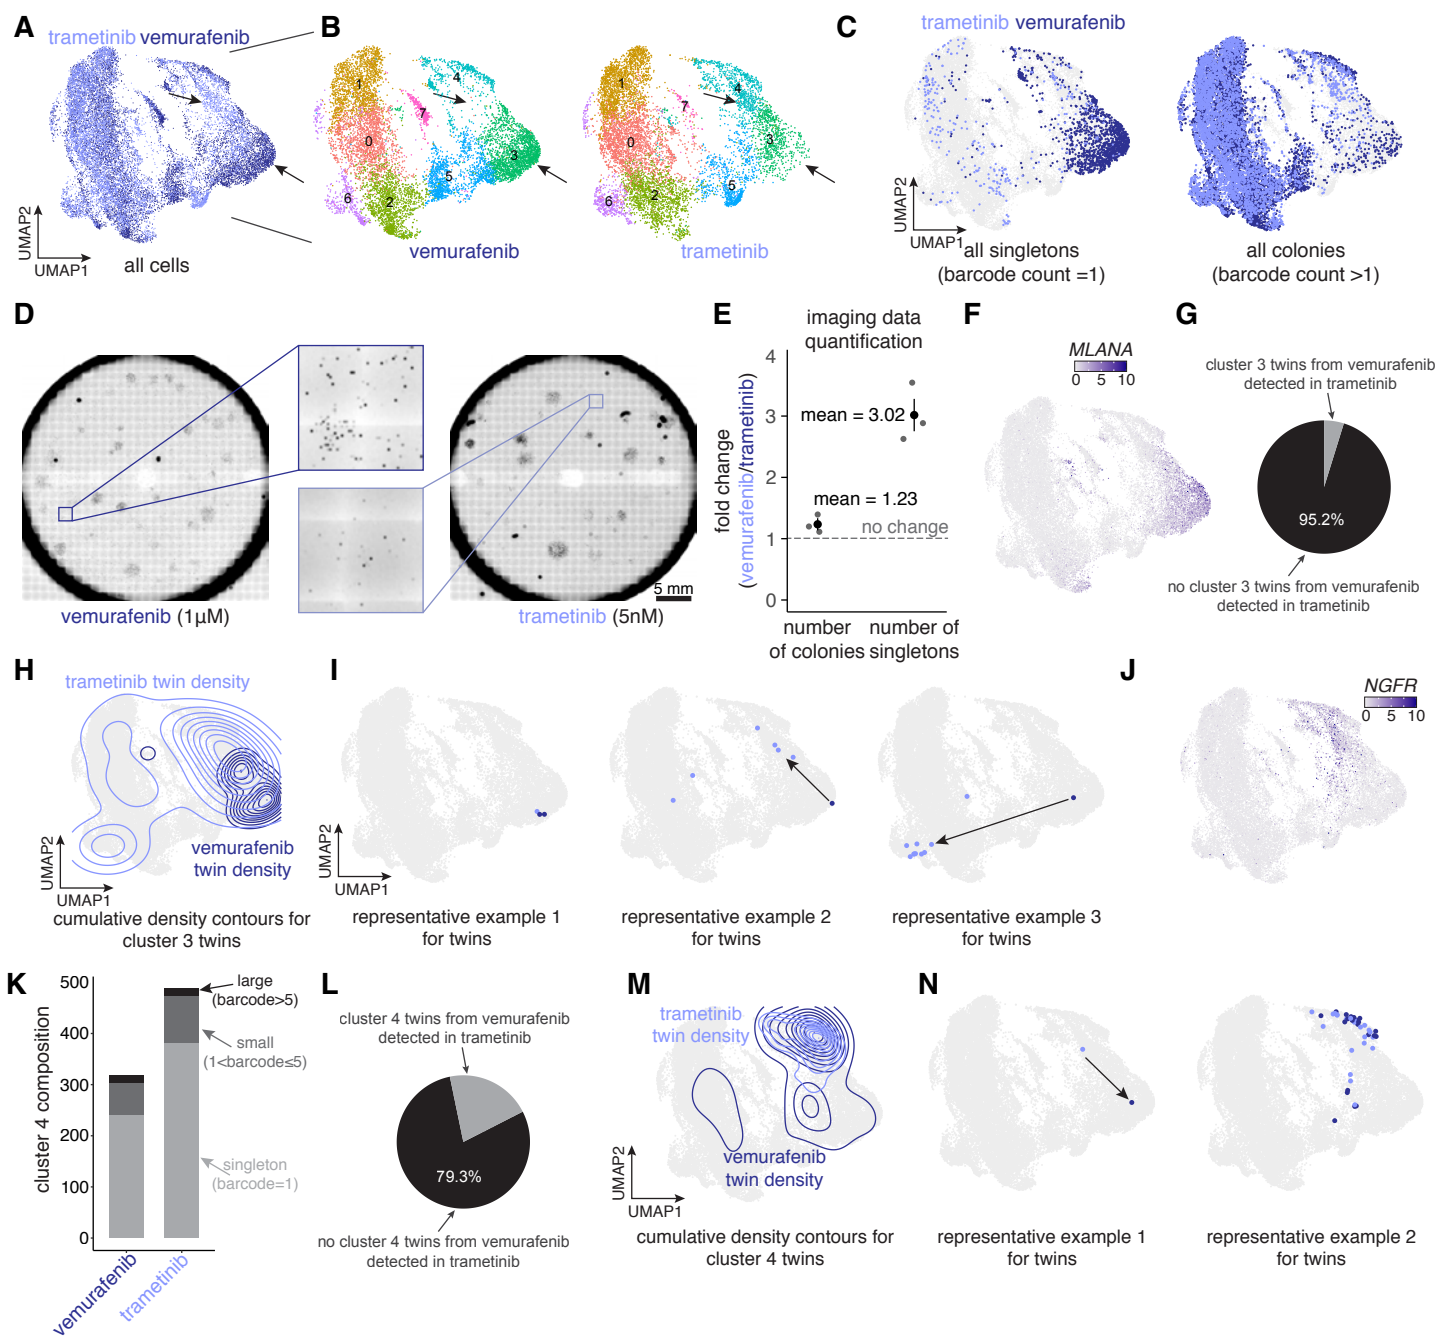 A
trametinib vemurafenib
UMAP2
UMAP1
all cells
B
1
0
2
3
4
5
6
7
vemurafenib
1
0
2
3
4
5
6
7
trametinib
C
trametinib vemurafenib
UMAP2
UMAP1
all singletons
(barcode count =1)
all colonies
(barcode count >1)
D
vemurafenib (1µM)
trametinib (5nM)
5 mm
E
imaging data
quantification
fold change
(vemurafenib/trametinib)
4
3
2
1
0
mean = 3.02
mean = 1.23
no change
number
of colonies
number of
singletons
F
MLANA
0 5 10
G
cluster 3 twins from vemurafenib
detected in trametinib
95.2%
no cluster 3 twins from vemurafenib
detected in trametinib
H
trametinib twin density
vemurafenib
twin density
UMAP2
UMAP1
cumulative density contours for
cluster 3 twins
I
UMAP2
UMAP1
representative example 1
for twins
representative example 2
for twins
representative example 3
for twins
J
NGFR
0 5 10
K
cluster 4 composition
500
400
300
200
100
0
large
(barcode>5)
small
(1<barcode≤5)
singleton
(barcode=1)
vemurafenib
trametinib
L
cluster 4 twins from vemurafenib
detected in trametinib
79.3%
no cluster 4 twins from vemurafenib
detected in trametinib
M
trametinib
twin density
vemurafenib
twin density
UMAP2
UMAP1
cumulative density contours for
cluster 4 twins
N
representative example 1
for twins
representative example 2
for twins